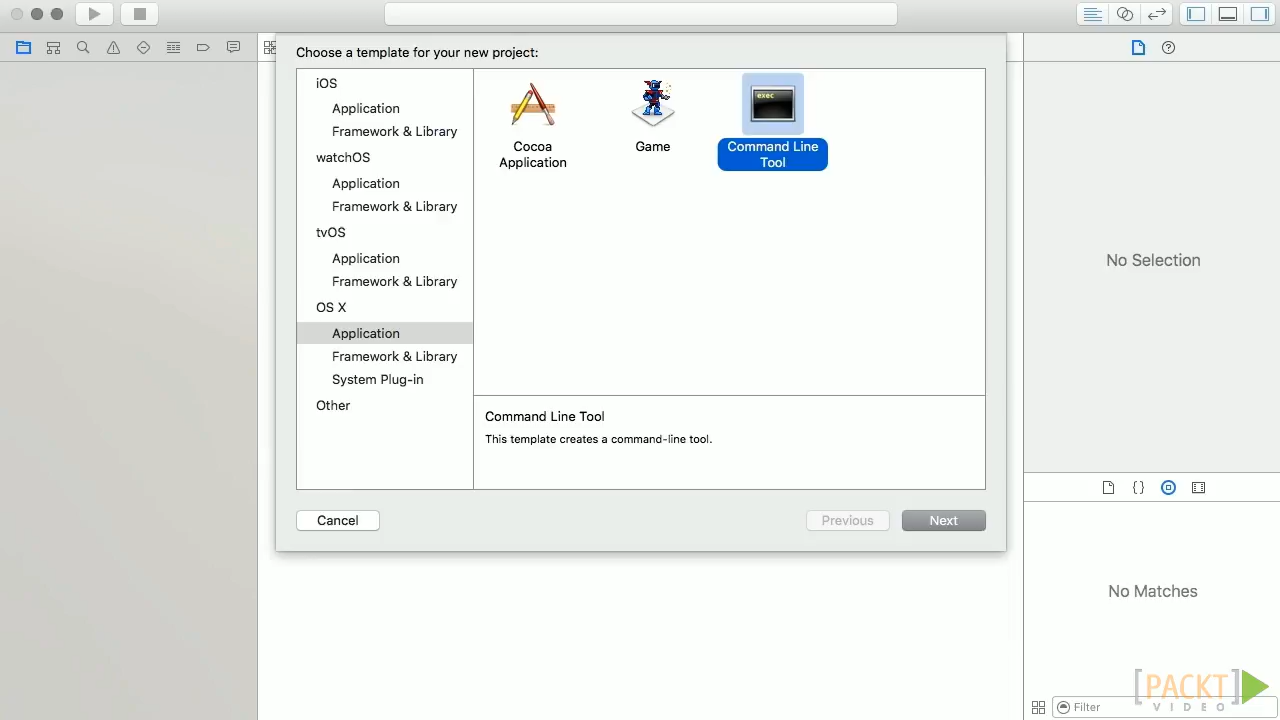 Choose a template for your new project:
iOS
Application
Framework & Library
watchOS
Application
Framework & Library
tvOS
Application
Framework & Library
OS X
Application
Framework & Library
System Plug-in
Other
exec
Cocoa
Application
Game
Command Line
Tool
Command Line Tool
This template creates a command-line tool.
Cancel
Previous
Next
No Selection
No Matches
Filter
[PACKT]
VIDEO